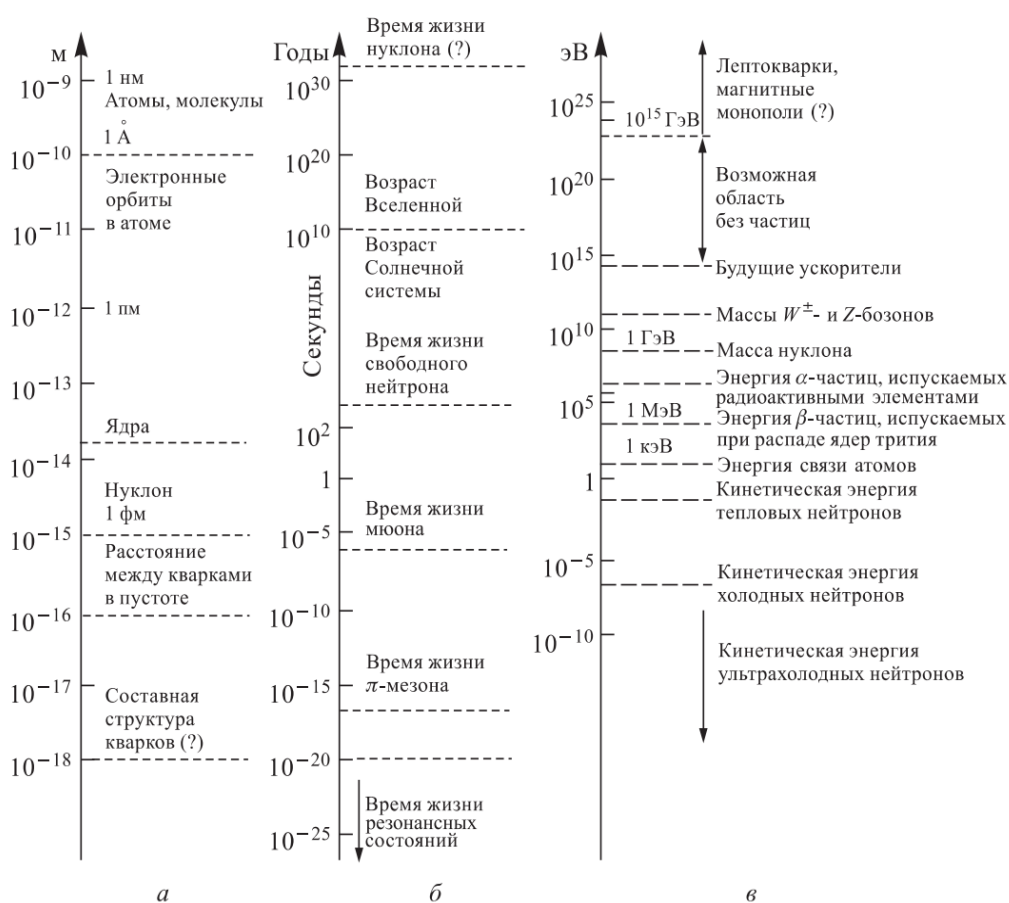 м
10⁻⁹
1 нм
Атомы, молекулы
1 Å
10⁻¹⁰
Электронные
орбиты
в атоме
10⁻¹¹
10⁻¹²
1 пм
10⁻¹³
Ядра
10⁻¹⁴
Нуклон
1 фм
10⁻¹⁵
Расстояние
между кварками
в пустоте
10⁻¹⁶
10⁻¹⁷
Составная
структура
кварков (?)
10⁻¹⁸
а
Годы
Время жизни
нуклона (?)
10³⁰
10²⁰
Возраст
Вселенной
10¹⁰
Возраст
Солнечной
системы
Секунды
Время жизни
свободного
нейтрона
10²
1
Время жизни
мюона
10⁻⁵
10⁻¹⁰
Время жизни
π-мезона
10⁻¹⁵
10⁻²⁰
Время жизни
резонансных
состояний
10⁻²⁵
б
эВ
Лептокварки,
магнитные
монополи (?)
10²⁵
10¹⁵ ГэВ
10²⁰
Возможная
область
без частиц
10¹⁵
Будущие ускорители
Массы W±- и Z-бозонов
10¹⁰
1 ГэВ
Масса нуклона
Энергия α-частиц, испускаемых
радиоактивными элементами
10⁵
1 МэВ
Энергия β-частиц, испускаемых
при распаде ядер трития
1 кэВ
Энергия связи атомов
1
Кинетическая энергия
тепловых нейтронов
10⁻⁵
Кинетическая энергия
холодных нейтронов
10⁻¹⁰
Кинетическая энергия
ультрахолодных нейтронов
в